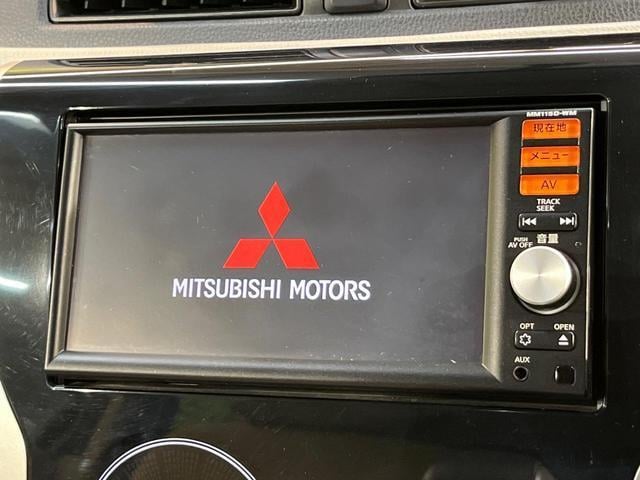 MM115D-WM
現在地
メニュー
AV
TRACK
SEEK
PUSH
AV OFF
音量
MITSUBISHI MOTORS
OPT
OPEN
AUX